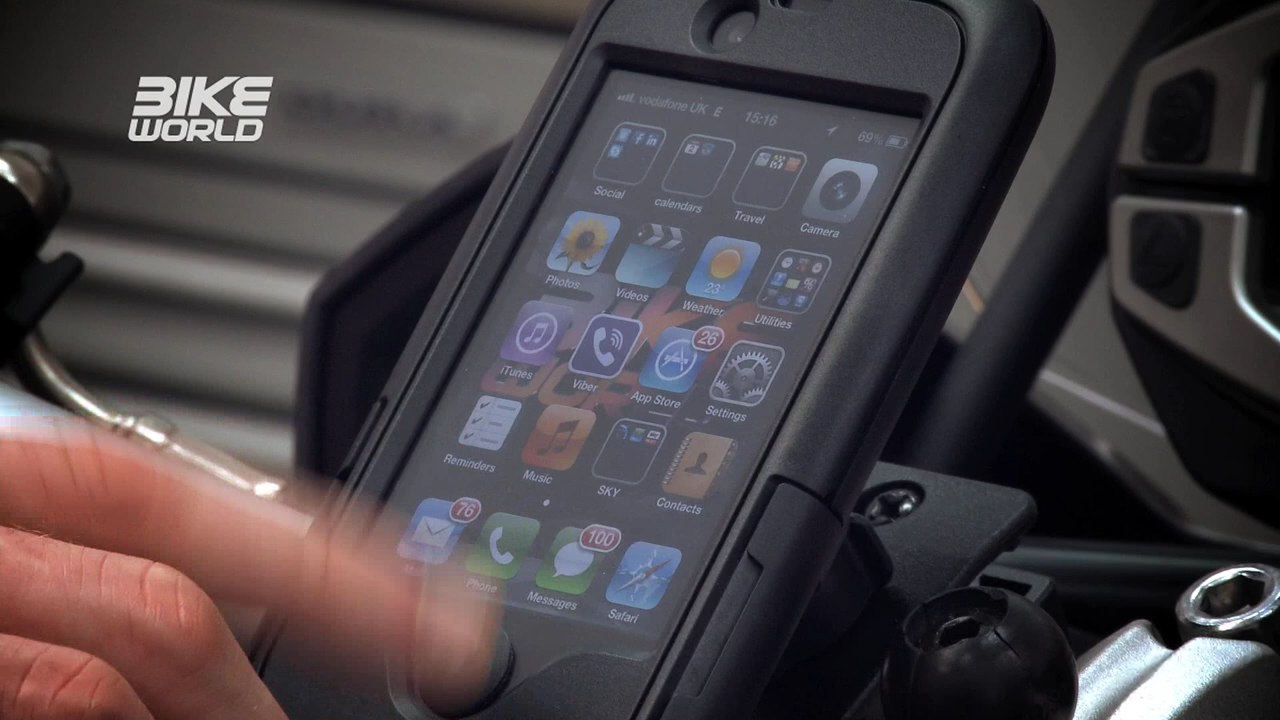 BIKE
WORLD
vodafone UK E 15:16 69%
Social calendars Travel Camera
23°
Photos Videos Weather Utilities
26
iTunes Viber App Store Settings
Reminders Music SKY Contacts
76 100
Phone Messages Safari